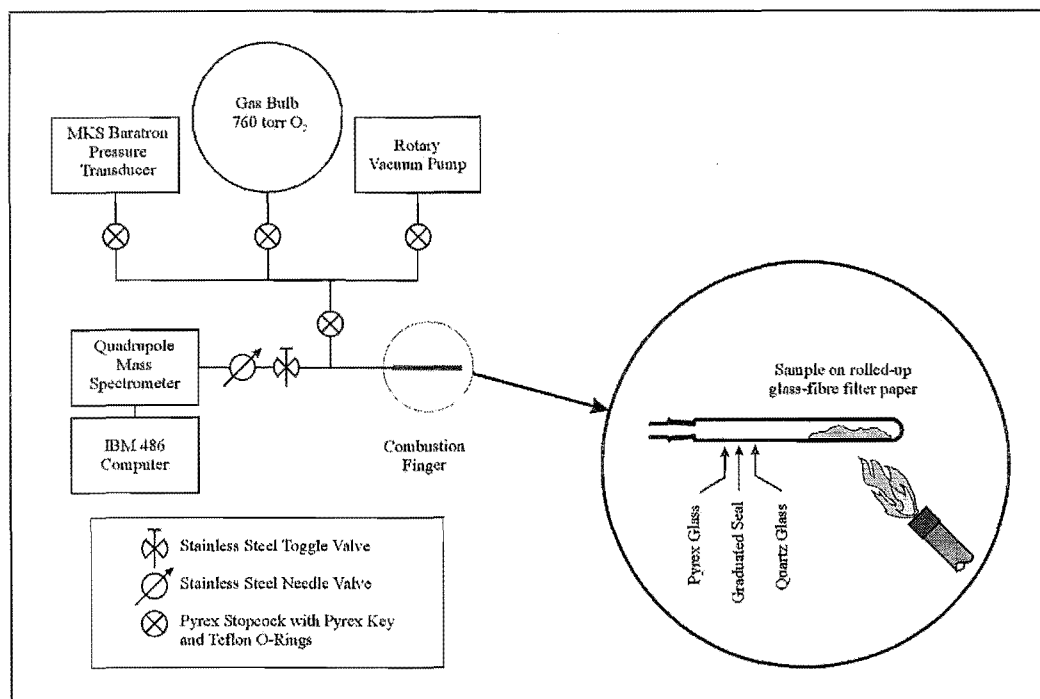 Gas Bulb
760 torr O₂
MKS Baratron
Pressure
Transducer
Rotary
Vacuum Pump
Quadrupole
Mass
Spectrometer
IBM 486
Computer
Combustion
Finger
Sample on rolled-up
glass-fibre filter paper
Pyrex Glass
Graduated Seal
Quartz Glass
Stainless Steel Toggle Valve
Stainless Steel Needle Valve
Pyrex Stopcock with Pyrex Key
and Teflon O-Rings